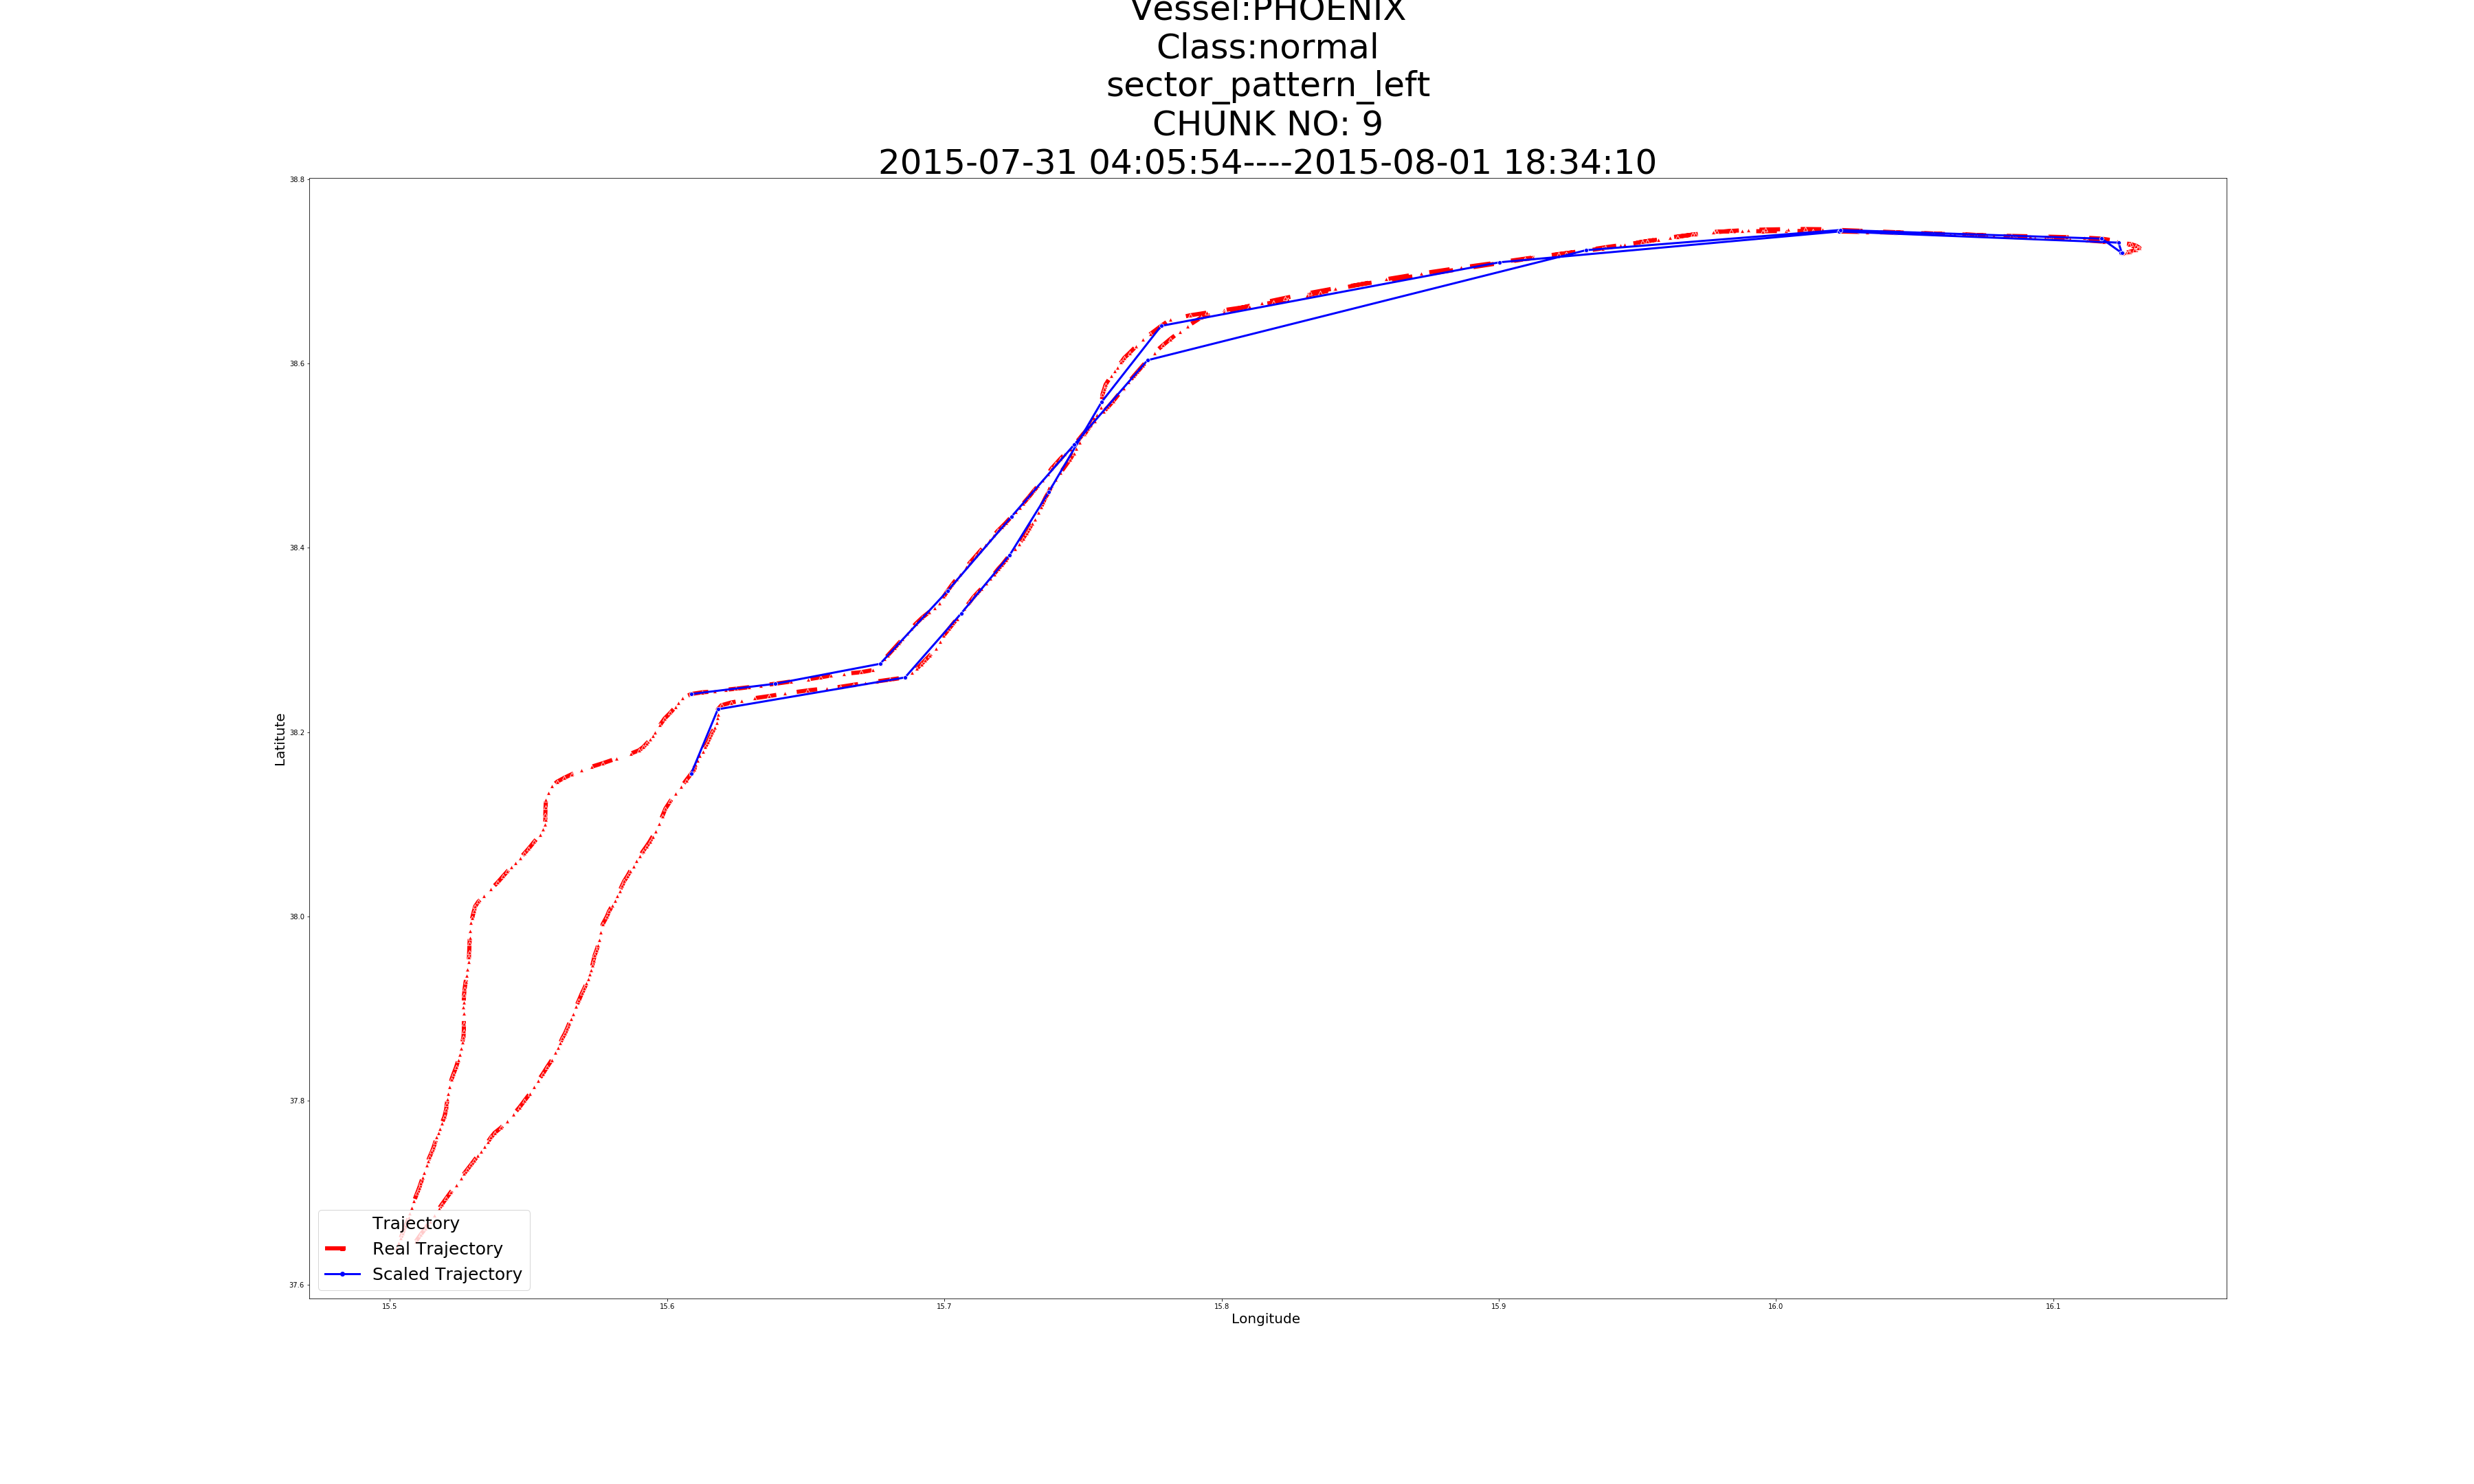 Vessel:PHOENIX
Class:normal
sector_pattern_left
CHUNK NO: 9
2015-07-31 04:05:54----2015-08-01 18:34:10
38.8
38.6
38.4
38.2
38.0
37.8
37.6
Latitute
Trajectory
Real Trajectory
Scaled Trajectory
15.5 15.6 15.7 15.8 15.9 16.0 16.1
Longitude